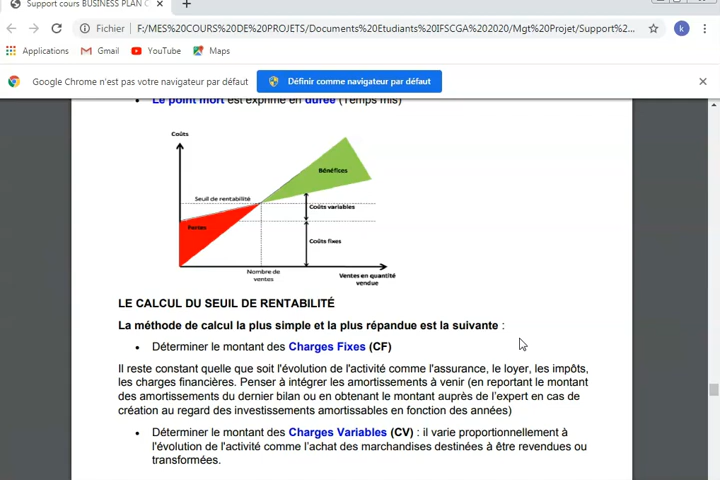 Support cours BUSINESS PLAN C
Fichier
F:/MES%20COURS%20DE%20PROJETS/Documents%20Etudiants%20IFSCGA%202020/Mgt%20Projet/Support%2...
k
Applications
Gmail
YouTube
Maps
Google Chrome n'est pas votre navigateur par défaut
Définir comme navigateur par défaut
• Le point mort est exprimé en durée (Temps mis)
Coûts
Bénéfices
Seuil de rentabilité
Coûts variables
Pertes
Coûts fixes
Nombre de
ventes
Ventes en quantité
vendue
LE CALCUL DU SEUIL DE RENTABILITÉ
La méthode de calcul la plus simple et la plus répandue est la suivante :
• Déterminer le montant des Charges Fixes (CF)
Il reste constant quelle que soit l'évolution de l'activité comme l'assurance, le loyer, les impôts,
les charges financières. Penser à intégrer les amortissements à venir (en reportant le montant
des amortissements du dernier bilan ou en obtenant le montant auprès de l'expert en cas de
création au regard des investissements amortissables en fonction des années)
• Déterminer le montant des Charges Variables (CV) : il varie proportionnellement à
l'évolution de l'activité comme l'achat des marchandises destinées à être revendues ou
transformées.